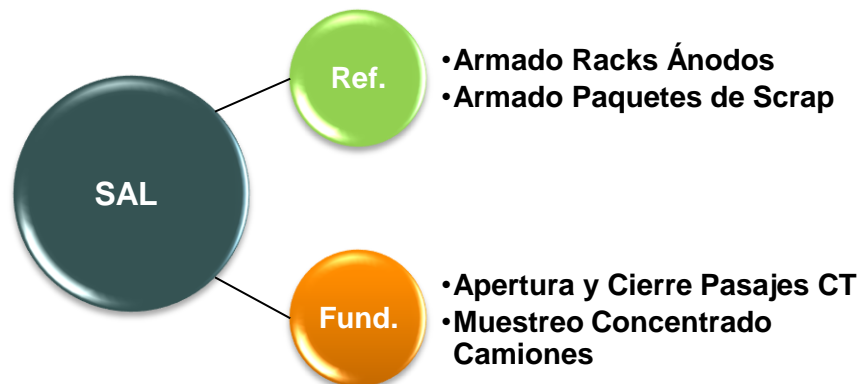 SAL
Ref.
•Armado Racks Ánodos
•Armado Paquetes de Scrap
Fund.
•Apertura y Cierre Pasajes CT
•Muestreo Concentrado
Camiones